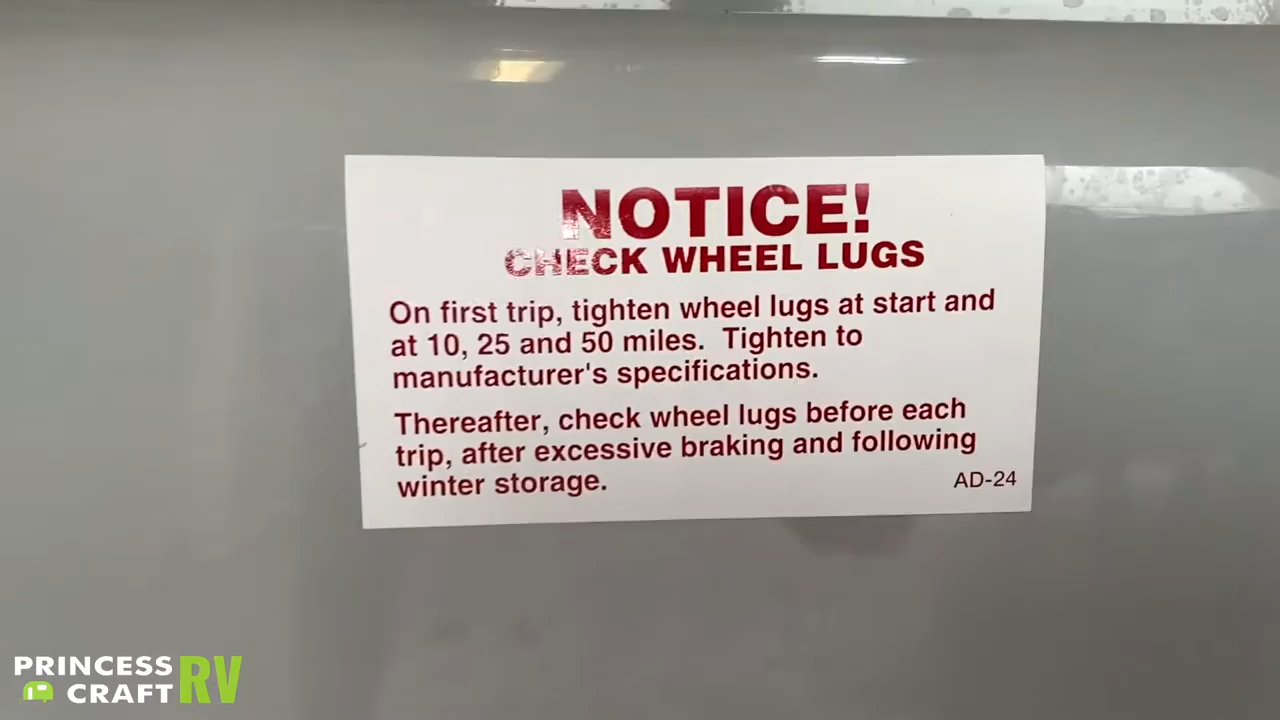 NOTICE!
CHECK WHEEL LUGS
On first trip, tighten wheel lugs at start and
at 10, 25 and 50 miles. Tighten to
manufacturer's specifications.
Thereafter, check wheel lugs before each
trip, after excessive braking and following
winter storage.
AD-24
PRINCESS
CRAFT RV